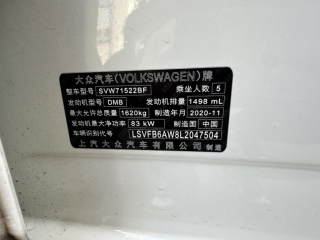 大众汽车(VOLKSWAGEN)牌
整车型号 SVW71522BF 乘坐人数 5
发动机型号 DMB 发动机排量 1498 mL
最大允许总质量 1620kg 制造年月 2020-11
发动机最大净功率 83 kW 制造国 中国
车辆识别代号 LSVFB6AW8L2047504
上汽大众汽车有限公司 制造